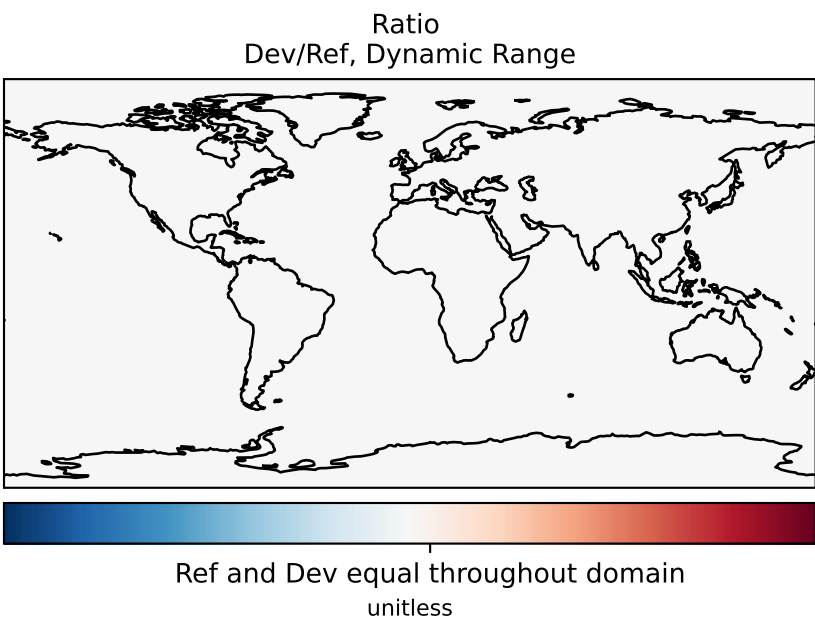 Ratio
Dev/Ref, Dynamic Range
Ref and Dev equal throughout domain
unitless